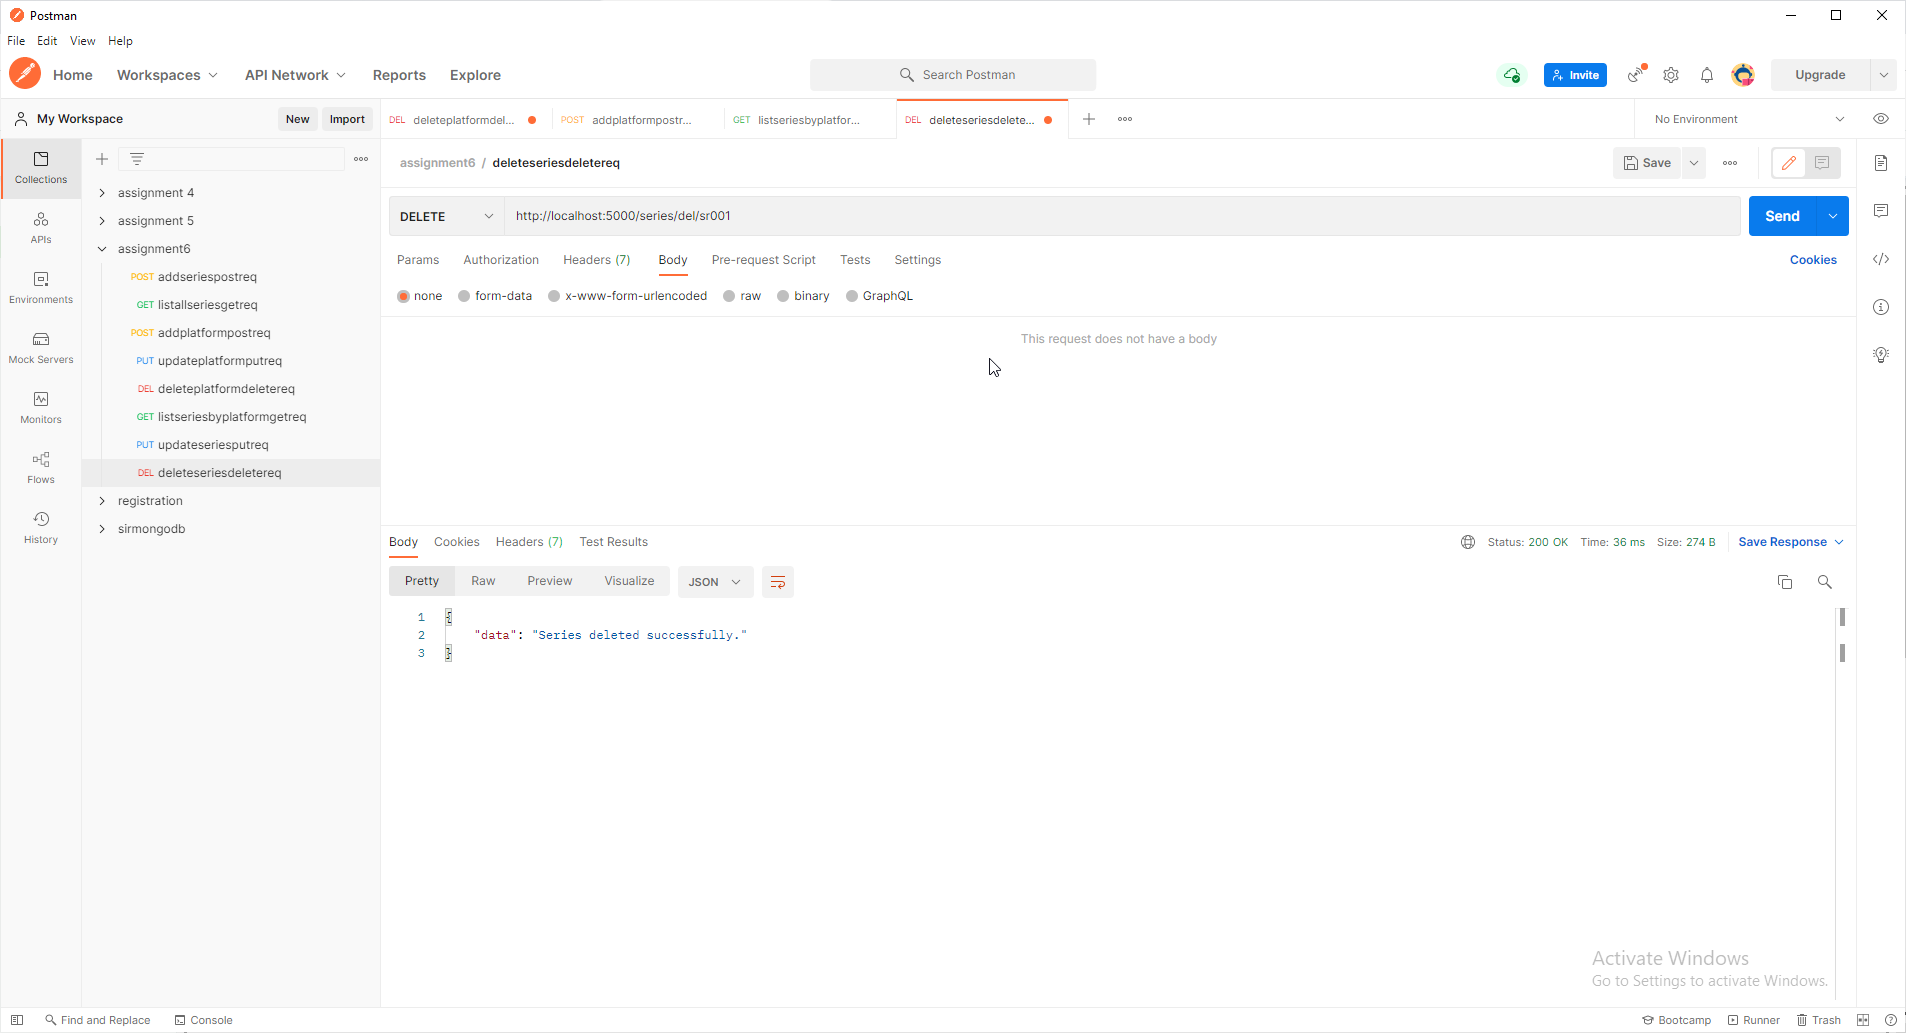 Postman
File Edit View Help
Home Workspaces API Network Reports Explore Search Postman Invite Upgrade
My Workspace New Import
DEL deleteplatformdel... POST addplatformpostr... GET listseriesbyplatfor... DEL deleteseriesdelete... No Environment
Collections
APIs
Environments
Mock Servers
Monitors
Flows
History
assignment 4
assignment 5
assignment6
POST addseriespostreq
GET listallseriesgetreq
POST addplatformpostreq
PUT updateplatformputreq
DEL deleteplatformdeletereq
GET listseriesbyplatformgetreq
PUT updateseriesputreq
DEL deleteseriesdeletereq
registration
sirmongodb
assignment6 / deleteseriesdeletereq Save
DELETE http://localhost:5000/series/del/sr001 Send
Params Authorization Headers (7) Body Pre-request Script Tests Settings Cookies
none form-data x-www-form-urlencoded raw binary GraphQL
This request does not have a body
Body Cookies Headers (7) Test Results Status: 200 OK Time: 36 ms Size: 274 B Save Response
Pretty Raw Preview Visualize JSON
1 {
2 "data": "Series deleted successfully."
3 }
Activate Windows
Go to Settings to activate Windows.
Find and Replace Console Bootcamp Runner Trash